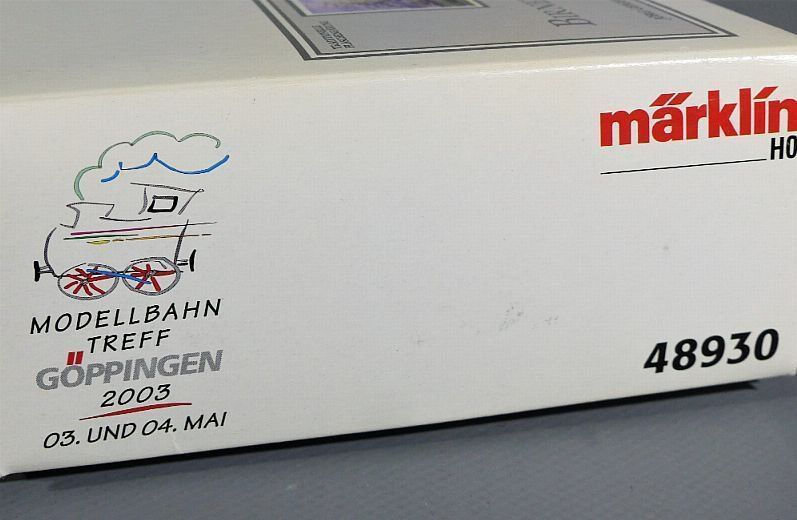 märklin
H0
MODELLBAHN
TREFF
GÖPPINGEN
2003
03. UND 04. MAI
48930